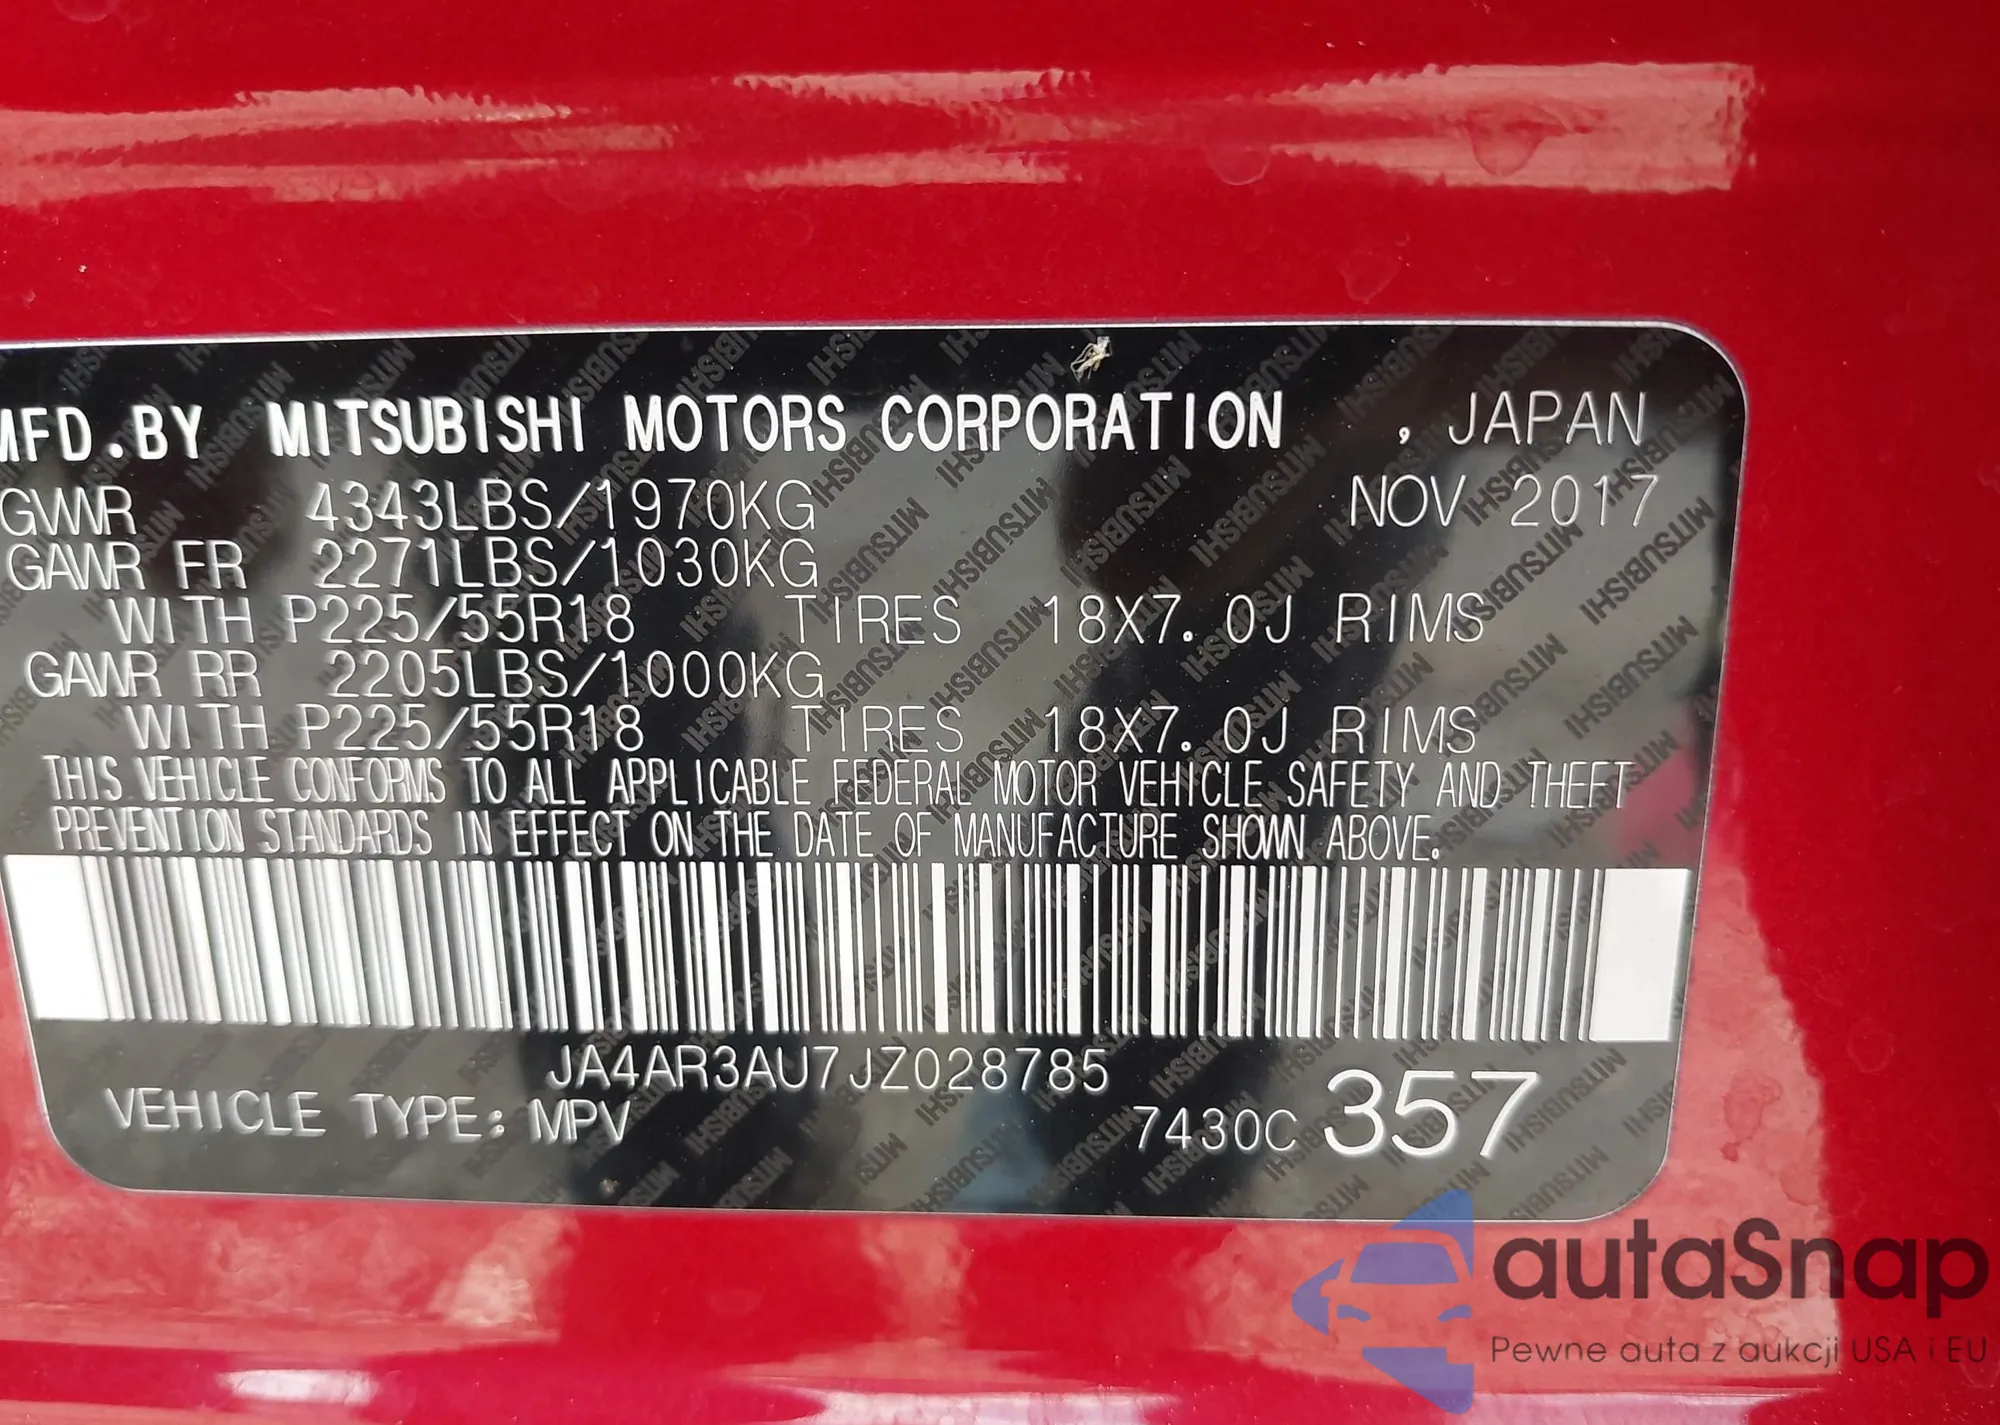 MFD.BY MITSUBISHI MOTORS CORPORATION , JAPAN
GVWR 4343LBS/1970KG NOV 2017
GAWR FR 2271LBS/1030KG
WITH P225/55R18 TIRES 18X7.0J RIMS
GAWR RR 2205LBS/1000KG
WITH P225/55R18 TIRES 18X7.0J RIMS
THIS VEHICLE CONFORMS TO ALL APPLICABLE FEDERAL MOTOR VEHICLE SAFETY AND THEFT
PREVENTION STANDARDS IN EFFECT ON THE DATE OF MANUFACTURE SHOWN ABOVE.
JA4AR3AU7JZ028785
VEHICLE TYPE: MPV 7430C 357
autaSnap
Pewne auta z aukcji USA i EU